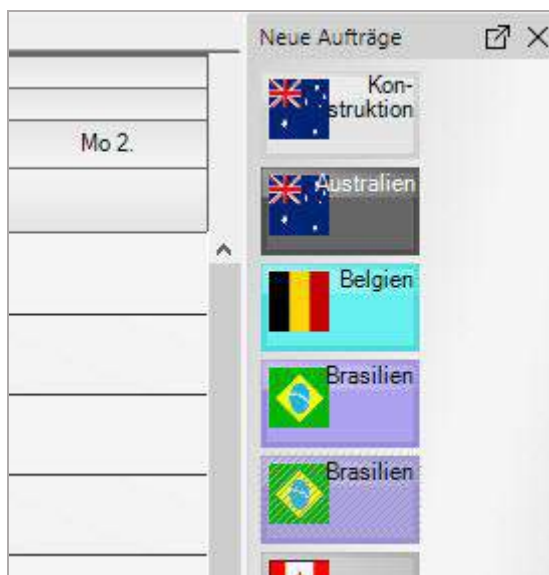 Neue Aufträge
Kon-
struktion
Mo 2.
Australien
Belgien
Brasilien
Brasilien